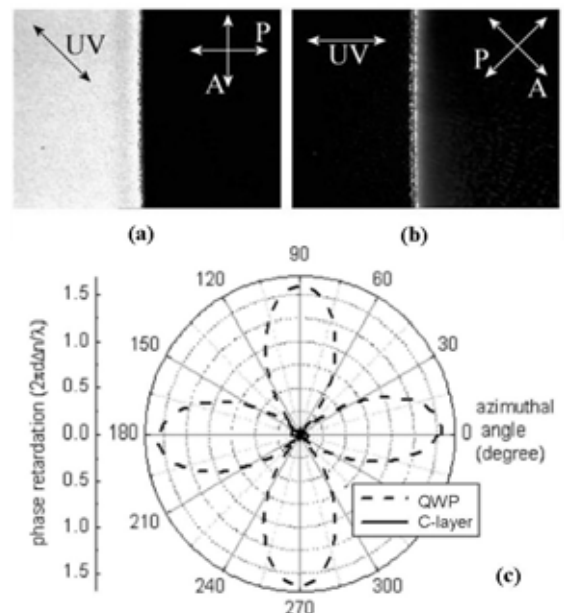 UV
P
A
UV
P
A
(a)
(b)
90
120
60
1.5
150
30
1.0
0.5
azimuthal
180
0.0
0
angle
(degree)
0.5
QWP
C-layer
210
1.0
1.5
240
300
270
(c)
phase retardation (2πdΔn/λ)